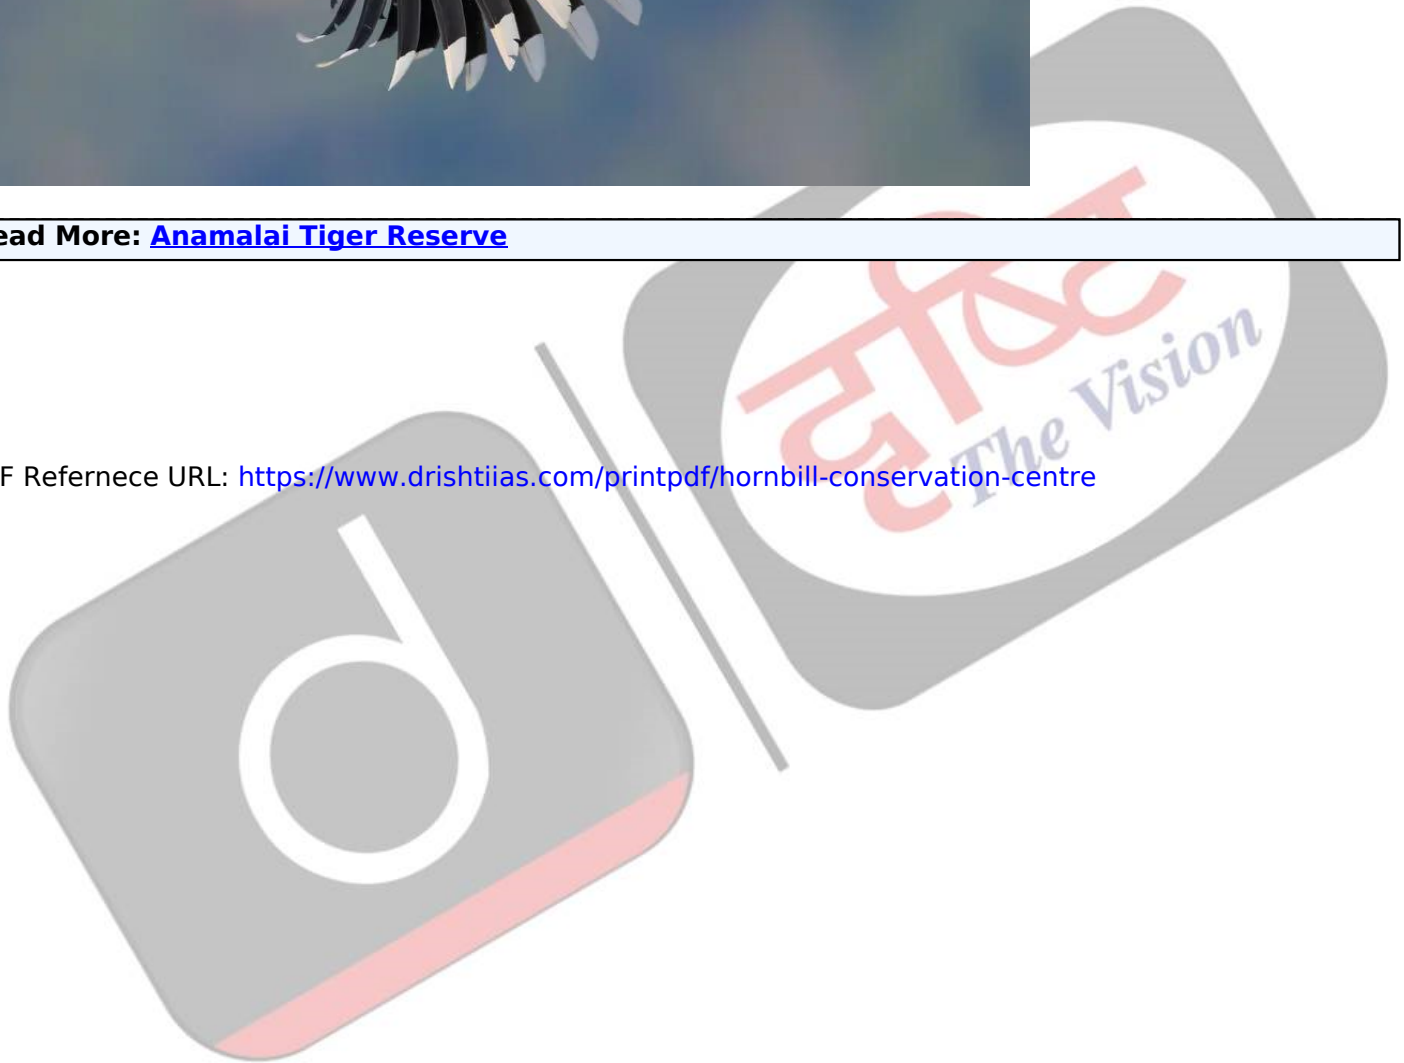 ead More: Anamalai Tiger Reserve
दृष्टि
The Vision
F Refernece URL: https://www.drishtiias.com/printpdf/hornbill-conservation-centre
d